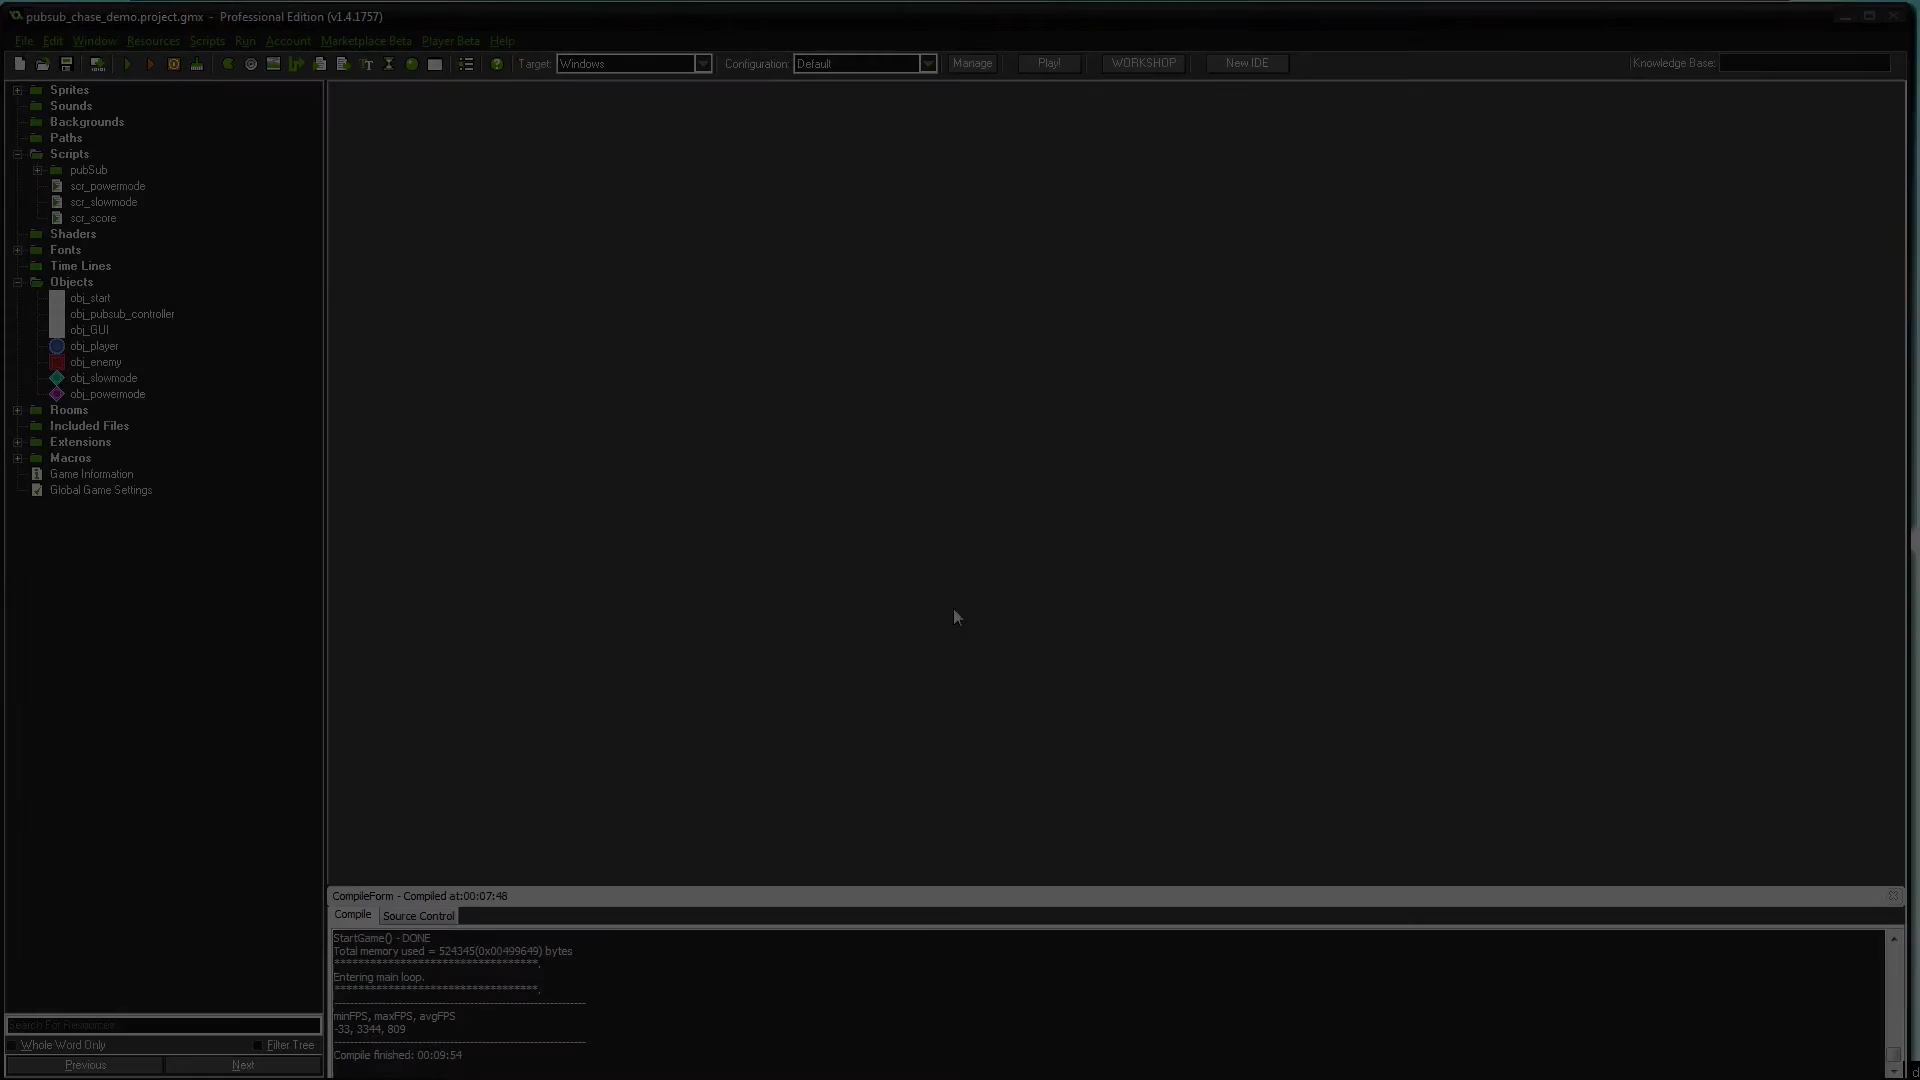 pubsub_chase_demo.project.gmx - Professional Edition (v1.4.1757)
File Edit Window Resources Scripts Run Account Marketplace Beta Player Beta Help
Target: Windows Configuration: Default Manage Play! WORKSHOP New IDE Knowledge Base:
Sprites
Sounds
Backgrounds
Paths
Scripts
pubSub
scr_powermode
scr_slowmode
scr_score
Shaders
Fonts
Time Lines
Objects
obj_start
obj_pubsub_controller
obj_GUI
obj_player
obj_enemy
obj_slowmode
obj_powermode
Rooms
Included Files
Extensions
Macros
Game Information
Global Game Settings
CompileForm - Compiled at:00:07:48
Compile Source Control
StartGame() - DONE
Total memory used = 524345(0x00499649) bytes
**********************************.
Entering main loop.
**********************************.
minFPS, maxFPS, avgFPS
-33, 3344, 809
Compile finished: 00:09:54
Search For Resources...
Whole Word Only Filter Tree
Previous Next